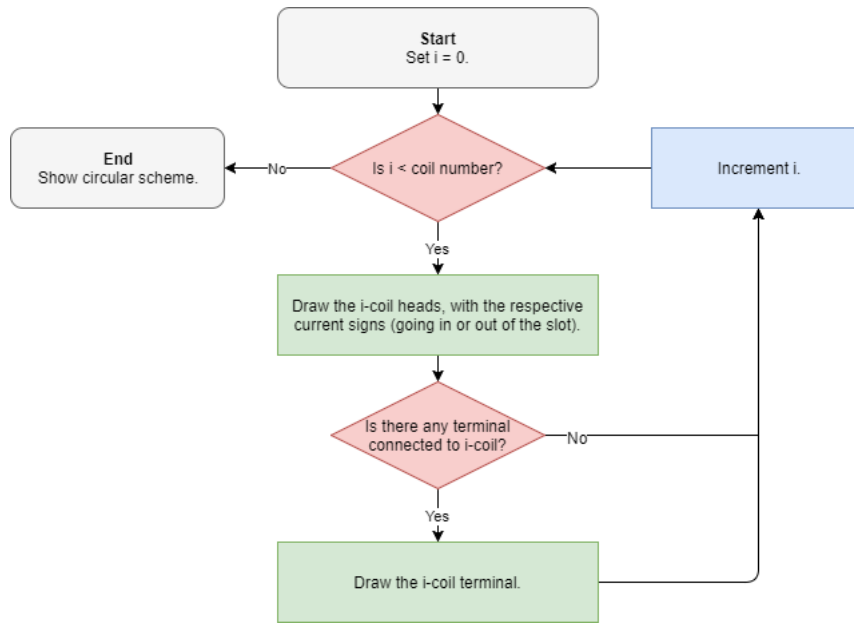 Start
Set i = 0.
End
Show circular scheme.
No
Is i < coil number?
Increment i.
Yes
Draw the i-coil heads, with the respective
current signs (going in or out of the slot).
Is there any terminal
connected to i-coil?
No
Yes
Draw the i-coil terminal.